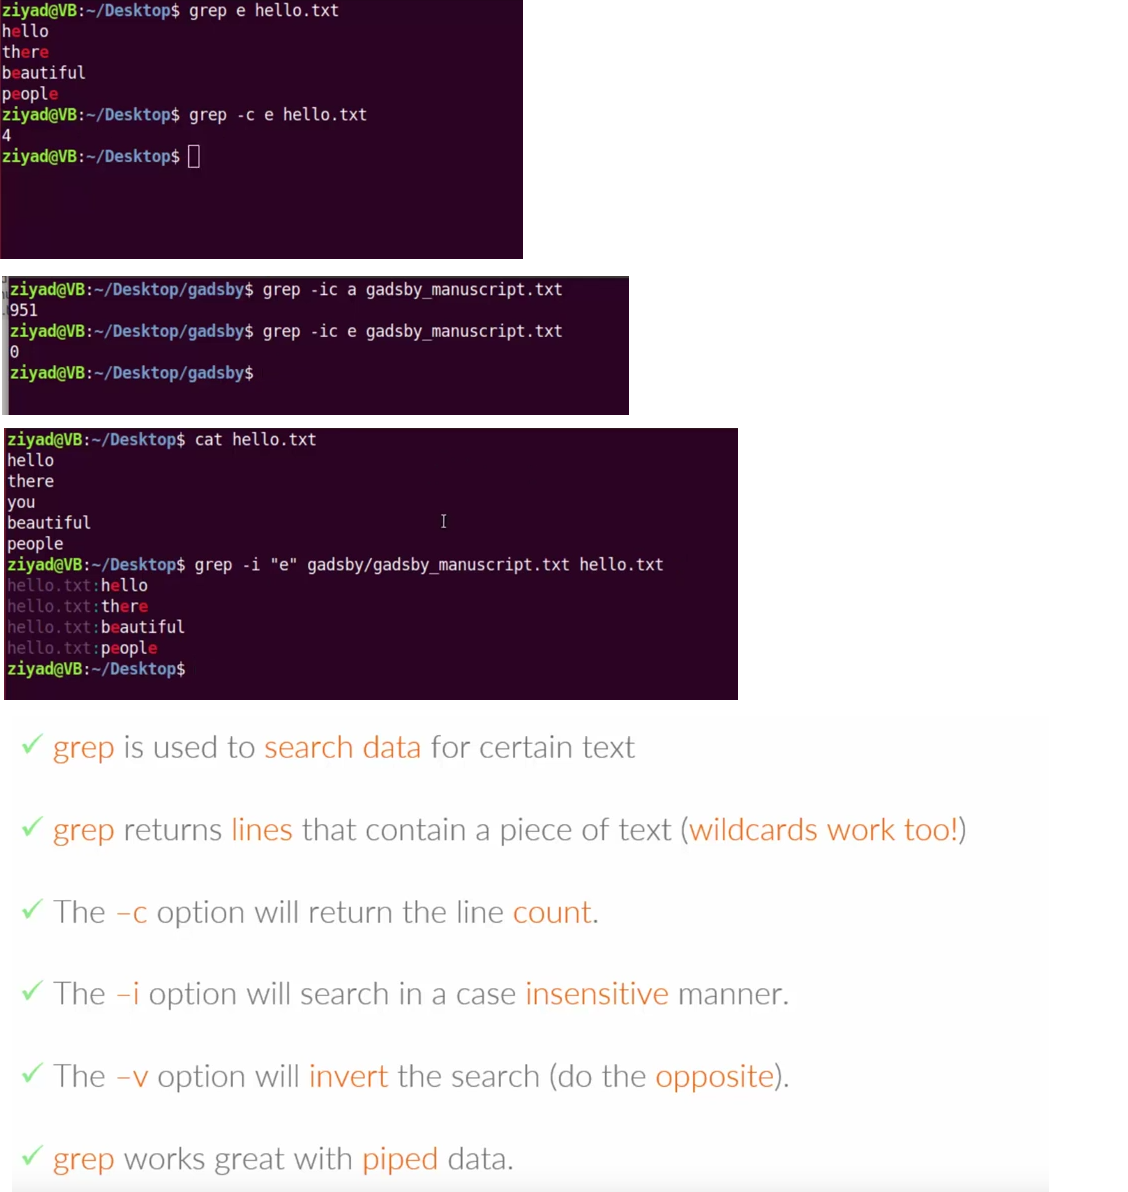 ziyad@VB:~/Desktop$ grep e hello.txt
hello
there
beautiful
people
ziyad@VB:~/Desktop$ grep -c e hello.txt
4
ziyad@VB:~/Desktop$
ziyad@VB:~/Desktop/gadsby$ grep -ic a gadsby_manuscript.txt
951
ziyad@VB:~/Desktop/gadsby$ grep -ic e gadsby_manuscript.txt
0
ziyad@VB:~/Desktop/gadsby$
ziyad@VB:~/Desktop$ cat hello.txt
hello
there
you
beautiful
people
ziyad@VB:~/Desktop$ grep -i "e" gadsby/gadsby_manuscript.txt hello.txt
hello.txt:hello
hello.txt:there
hello.txt:beautiful
hello.txt:people
ziyad@VB:~/Desktop$
✓ grep is used to search data for certain text
✓ grep returns lines that contain a piece of text (wildcards work too!)
✓ The –c option will return the line count.
✓ The –i option will search in a case insensitive manner.
✓ The –v option will invert the search (do the opposite).
✓ grep works great with piped data.